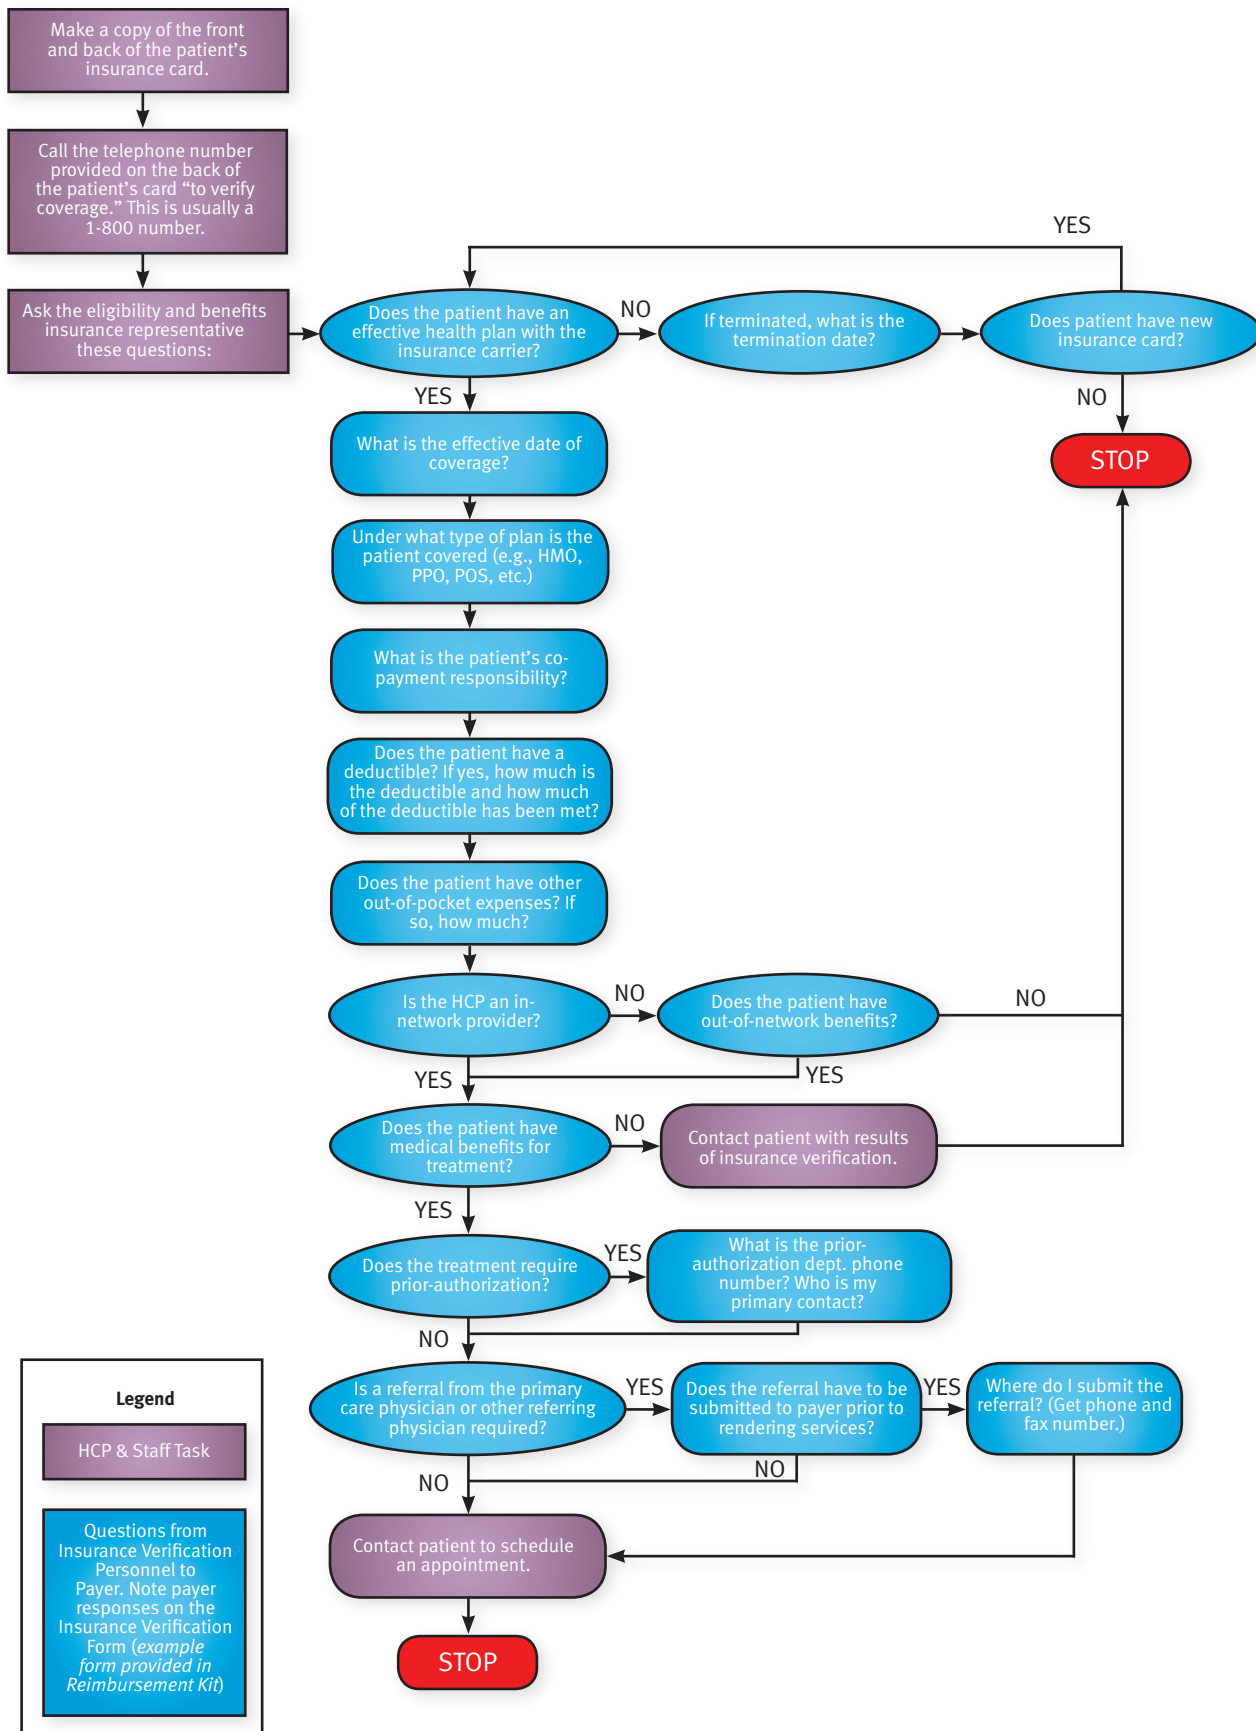 Make a copy of the front
and back of the patient’s
insurance card.
Call the telephone number
provided on the back of
the patient’s card “to verify
coverage.” This is usually a
1-800 number.
Ask the eligibility and benefits
insurance representative
these questions:
YES
Does the patient have an
effective health plan with the
insurance carrier?
NO
If terminated, what is the
termination date?
Does patient have new
insurance card?
YES
NO
STOP
What is the effective date of
coverage?
Under what type of plan is the
patient covered (e.g., HMO,
PPO, POS, etc.)
What is the patient’s co-
payment responsibility?
Does the patient have a
deductible? If yes, how much is
the deductible and how much
of the deductible has been met?
Does the patient have other
out-of-pocket expenses? If
so, how much?
Is the HCP an in-
network provider?
NO
Does the patient have
out-of-network benefits?
NO
YES
YES
Does the patient have
medical benefits for
treatment?
NO
Contact patient with results
of insurance verification.
YES
Does the treatment require
prior-authorization?
YES
What is the prior-
authorization dept. phone
number? Who is my
primary contact?
NO
Is a referral from the primary
care physician or other referring
physician required?
YES
Does the referral have to be
submitted to payer prior to
rendering services?
YES
Where do I submit the
referral? (Get phone and
fax number.)
NO
NO
Contact patient to schedule
an appointment.
STOP
Legend
HCP & Staff Task
Questions from
Insurance Verification
Personnel to
Payer. Note payer
responses on the
Insurance Verification
Form (example
form provided in
Reimbursement Kit)